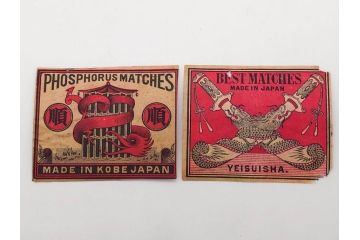 PHOSPHORUS MATCHES
順 順
MADE IN KOBE JAPAN
BEST MATCHES
MADE IN JAPAN
YEISUISHA.